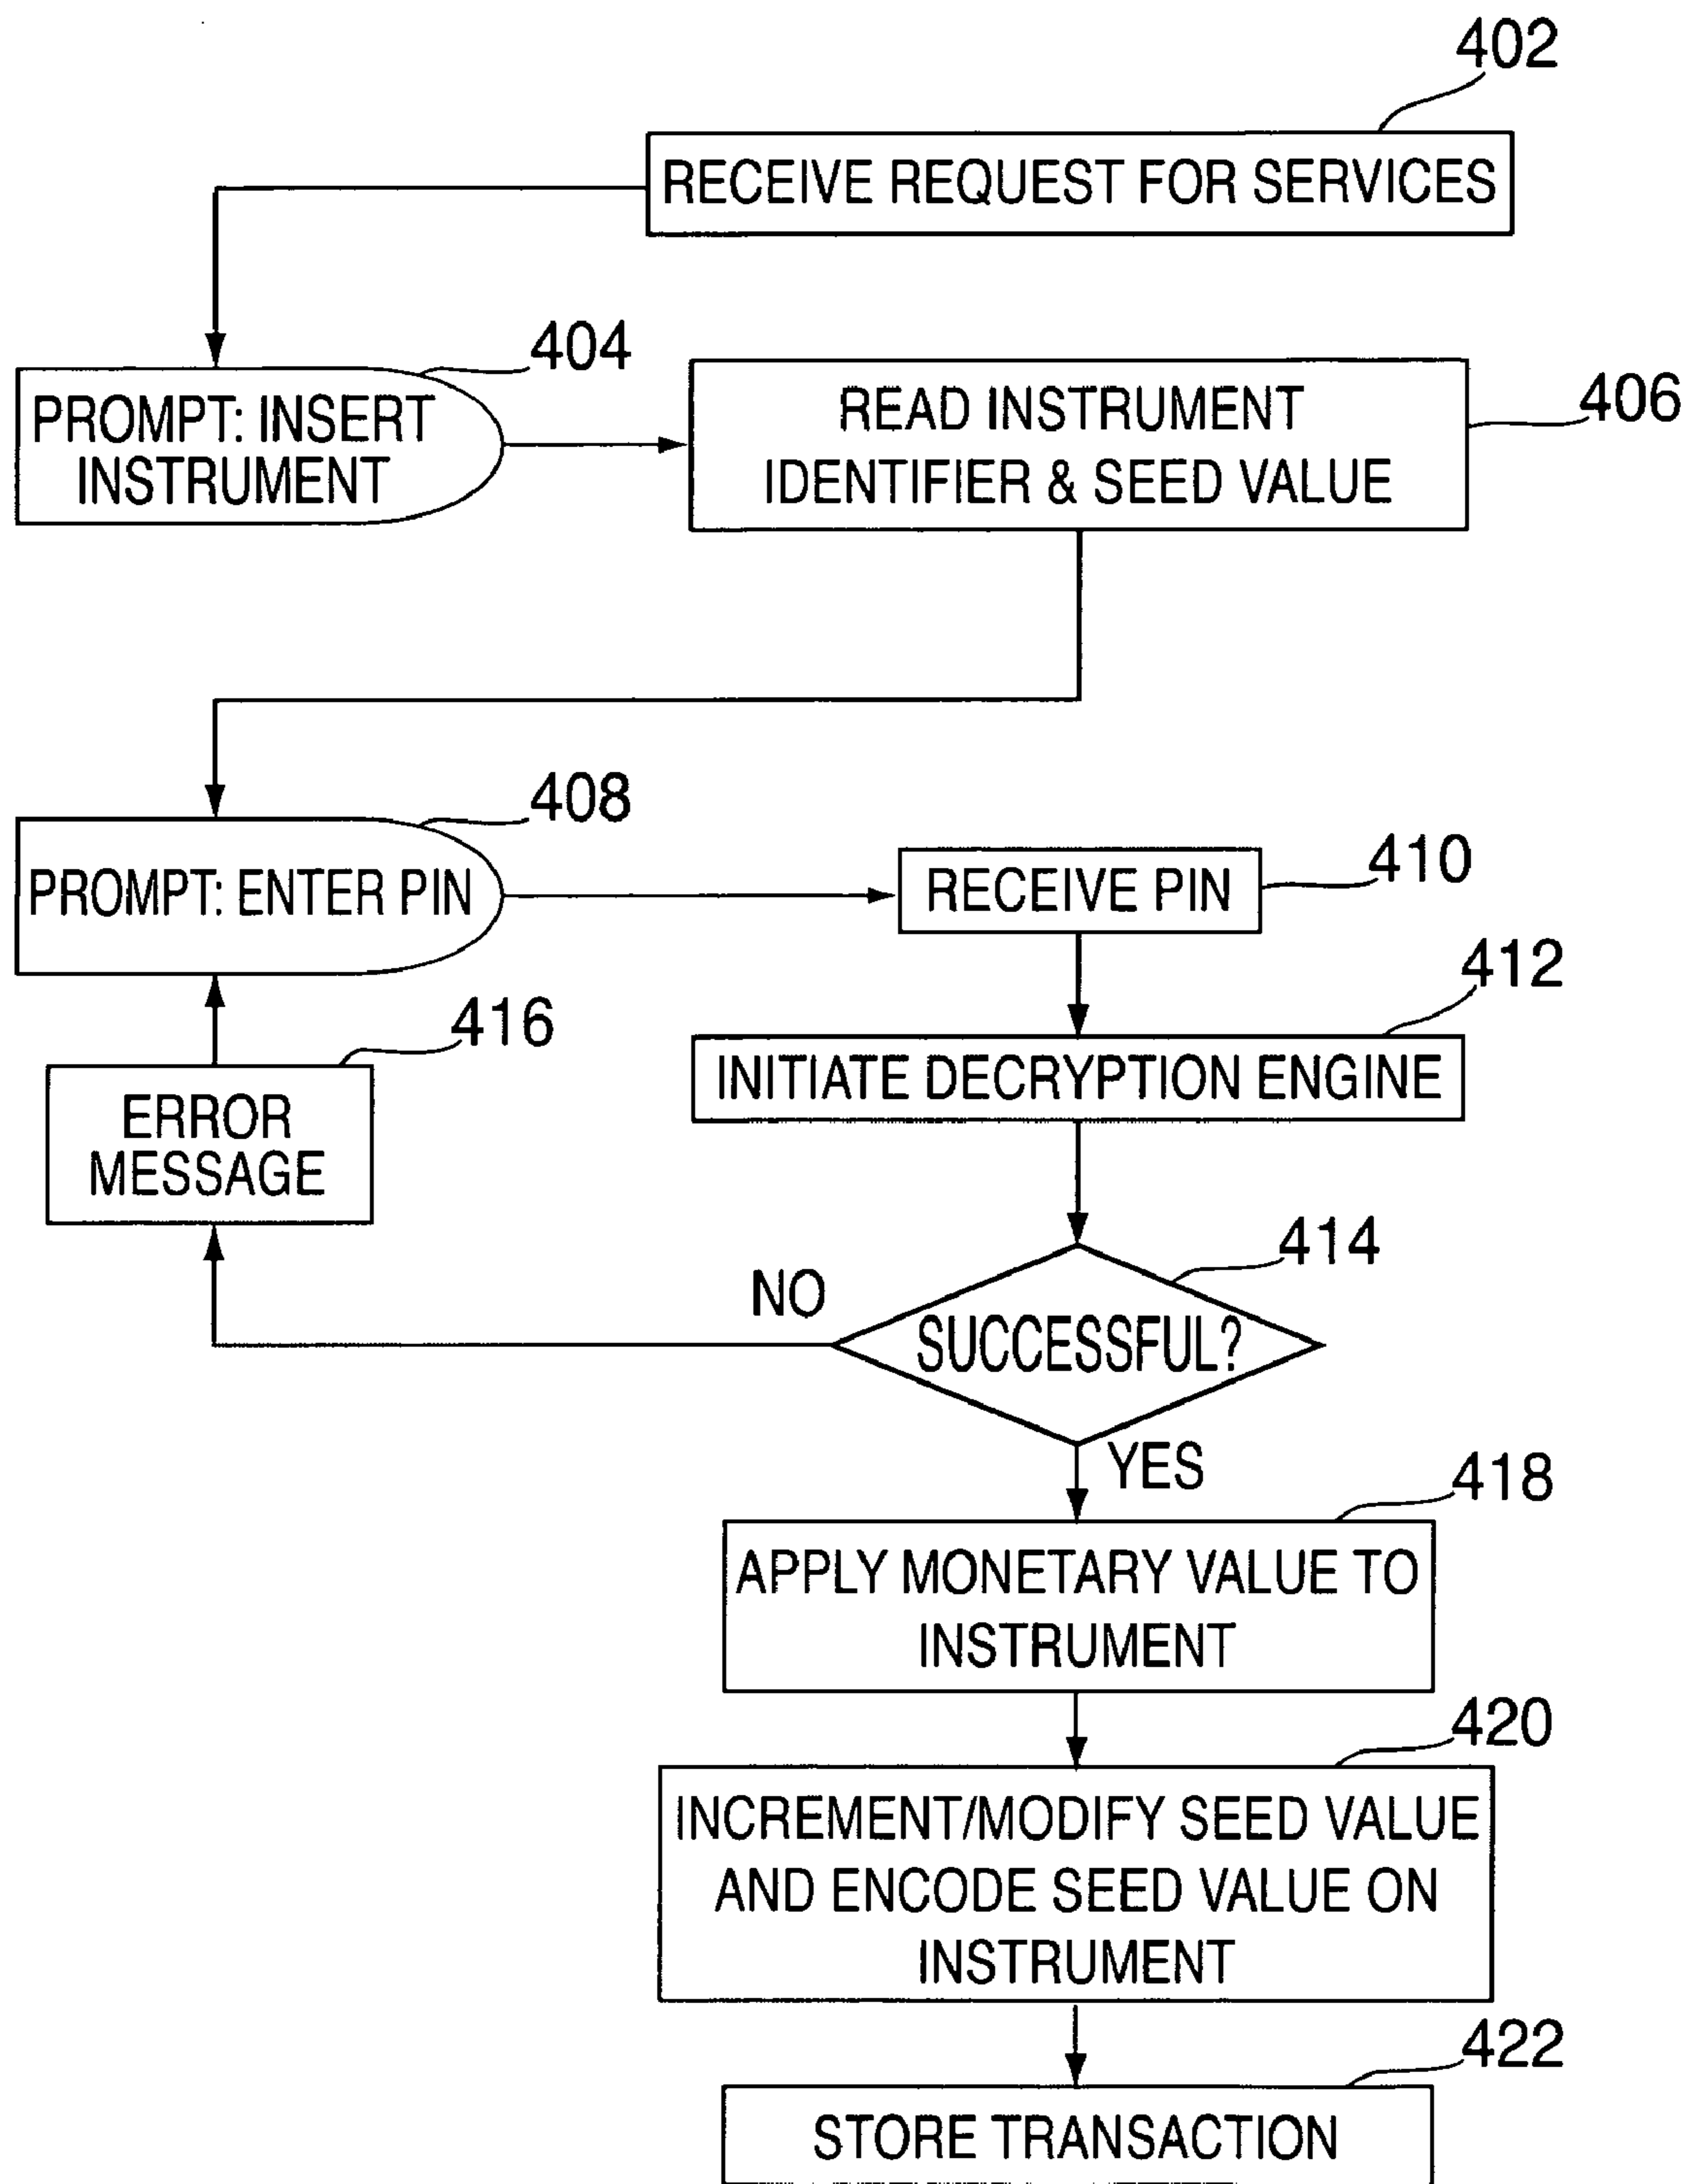 402
RECEIVE REQUEST FOR SERVICES
404
PROMPT: INSERT
INSTRUMENT
406
READ INSTRUMENT
IDENTIFIER & SEED VALUE
408
PROMPT: ENTER PIN
410
RECEIVE PIN
412
INITIATE DECRYPTION ENGINE
416
ERROR
MESSAGE
414
SUCCESSFUL?
NO
YES
418
APPLY MONETARY VALUE TO
INSTRUMENT
420
INCREMENT/MODIFY SEED VALUE
AND ENCODE SEED VALUE ON
INSTRUMENT
422
STORE TRANSACTION